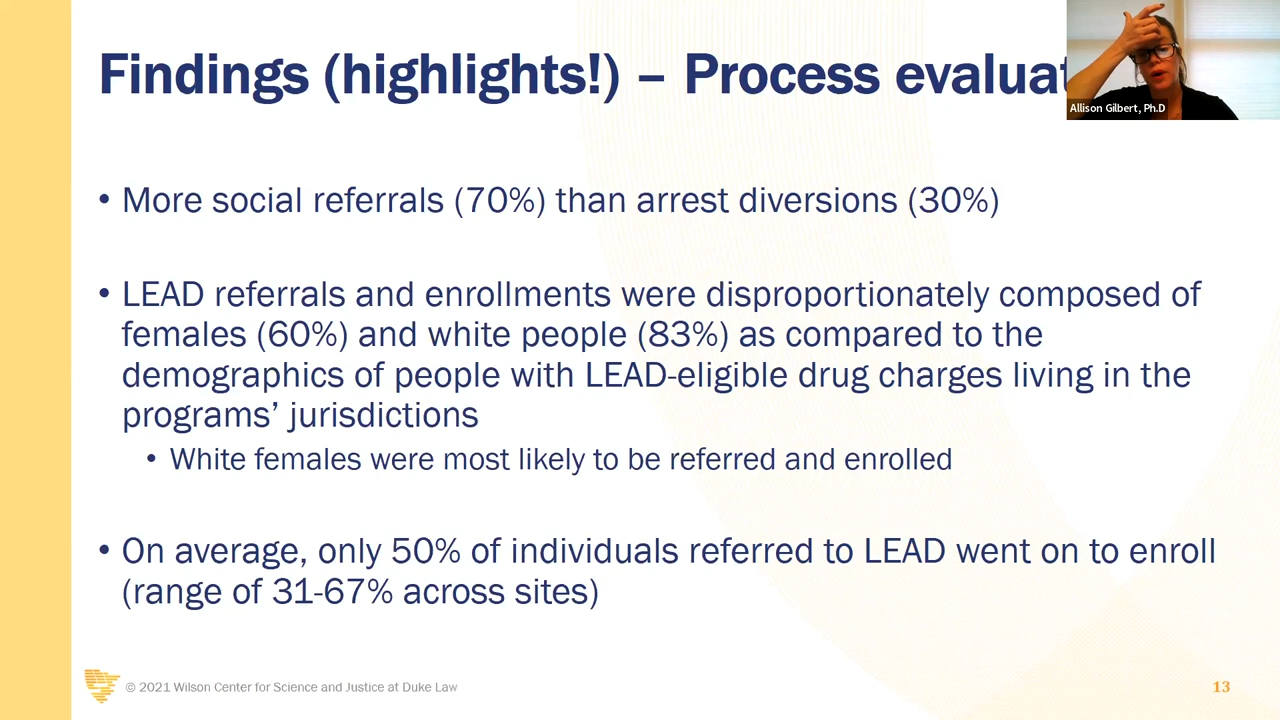 Findings (highlights!) – Process
Allison Gilbert, Ph.D
• More social referrals (70%) than arrest diversions (30%)
• LEAD referrals and enrollments were disproportionately composed of
females (60%) and white people (83%) as compared to the
demographics of people with LEAD-eligible drug charges living in the
programs’ jurisdictions
• White females were most likely to be referred and enrolled
• On average, only 50% of individuals referred to LEAD went on to enroll
(range of 31-67% across sites)
© 2021 Wilson Center for Science and Justice at Duke Law
13